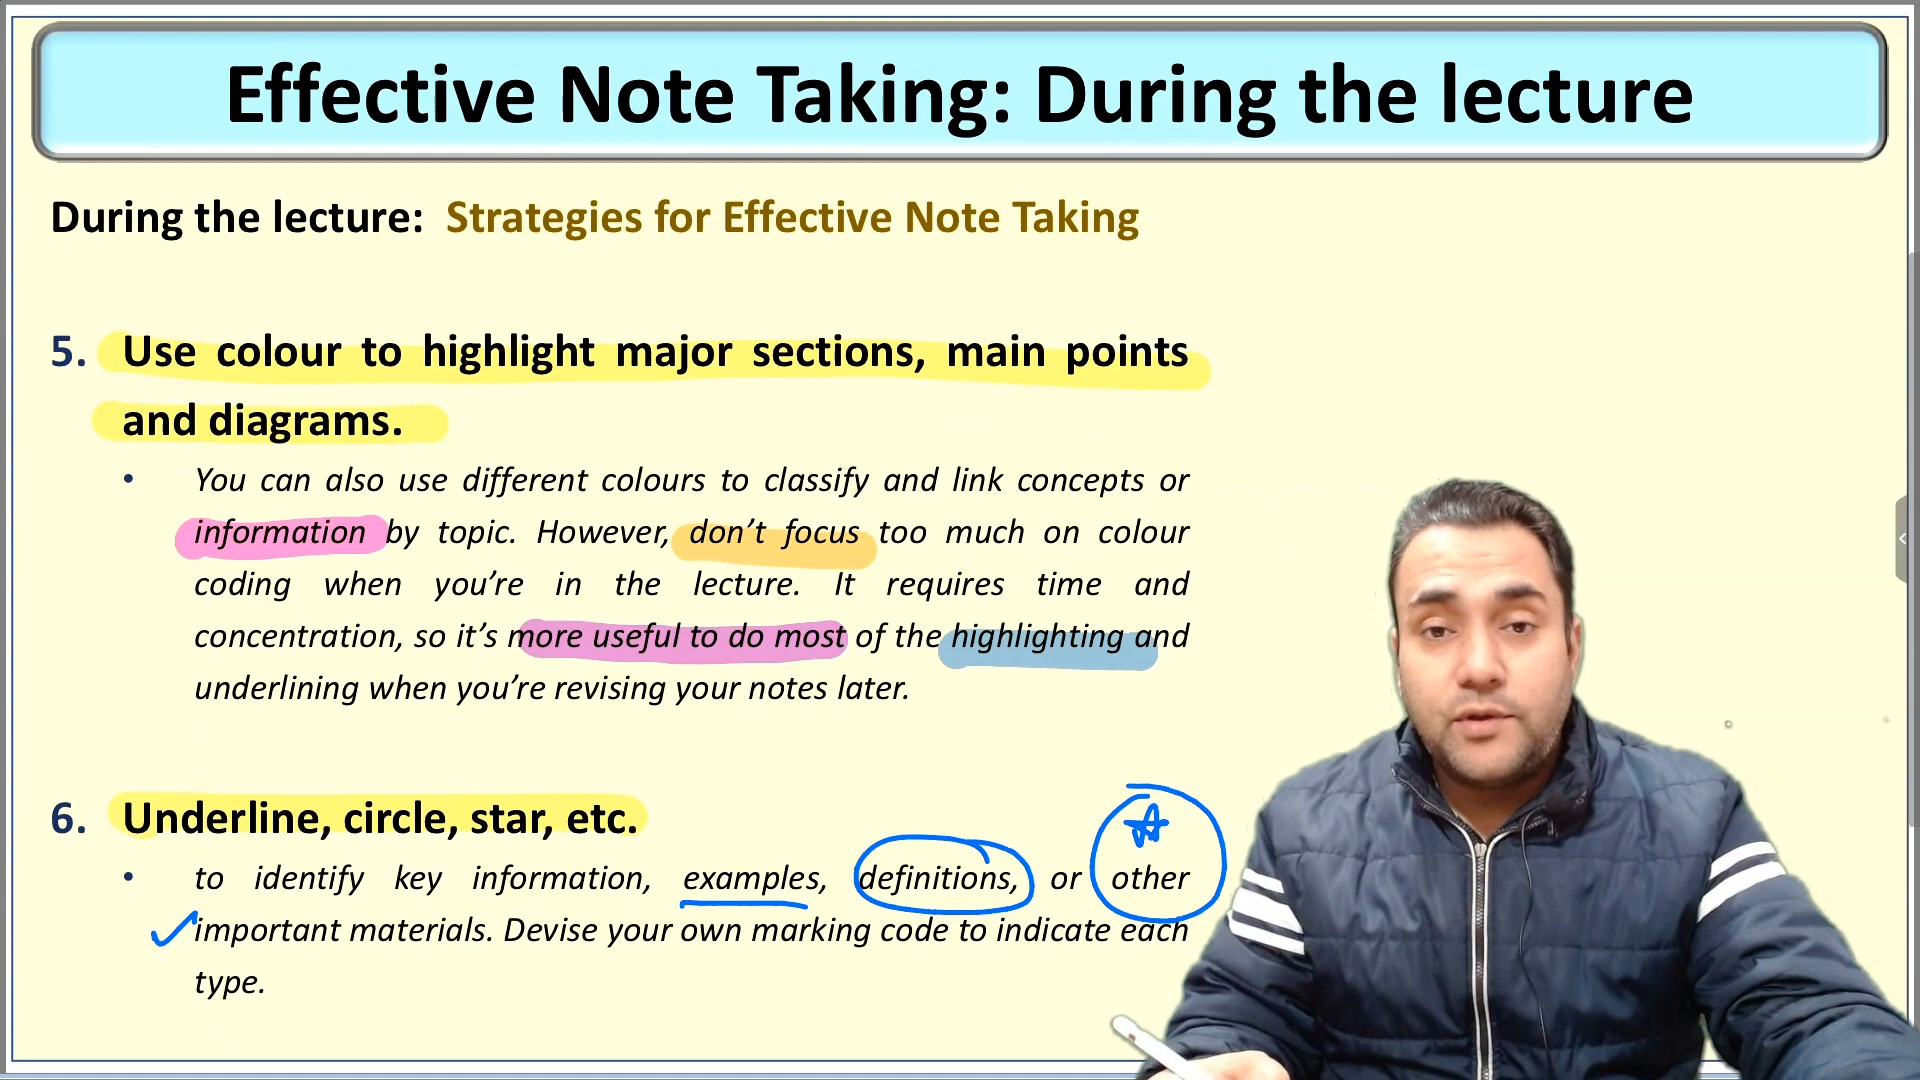 Effective Note Taking: During the lecture
During the lecture: Strategies for Effective Note Taking
5. Use colour to highlight major sections, main points
and diagrams.
• You can also use different colours to classify and link concepts or
information by topic. However, don’t focus too much on colour
coding when you’re in the lecture. It requires time and
concentration, so it’s more useful to do most of the highlighting and
underlining when you’re revising your notes later.
6. Underline, circle, star, etc.
• to identify key information, examples, definitions, or other
important materials. Devise your own marking code to indicate each
type.